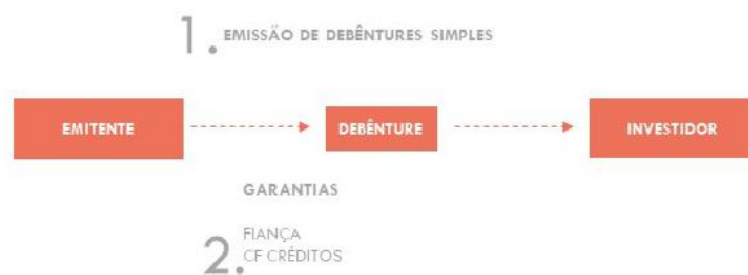 1. EMISSÃO DE DEBÊNTURES SIMPLES
EMITENTE
DEBÊNTURE
INVESTIDOR
GARANTIAS
2. FIANÇA
CF CRÉDITOS